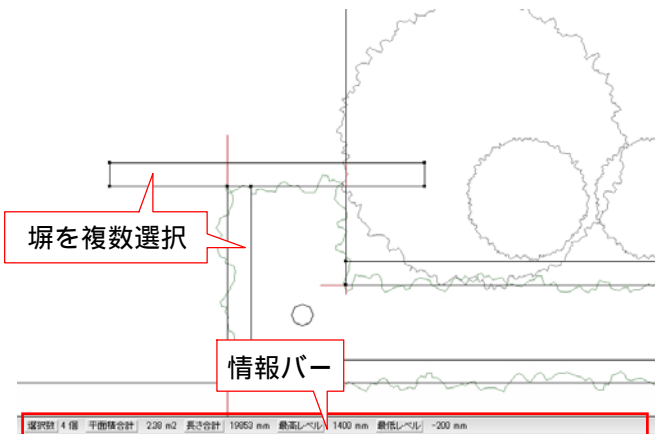 塀を複数選択
情報バー
選択数 4 個 平面積合計 2.38 m2 長さ合計 19853 mm 最高レベル 1400 mm 最低レベル -200 mm